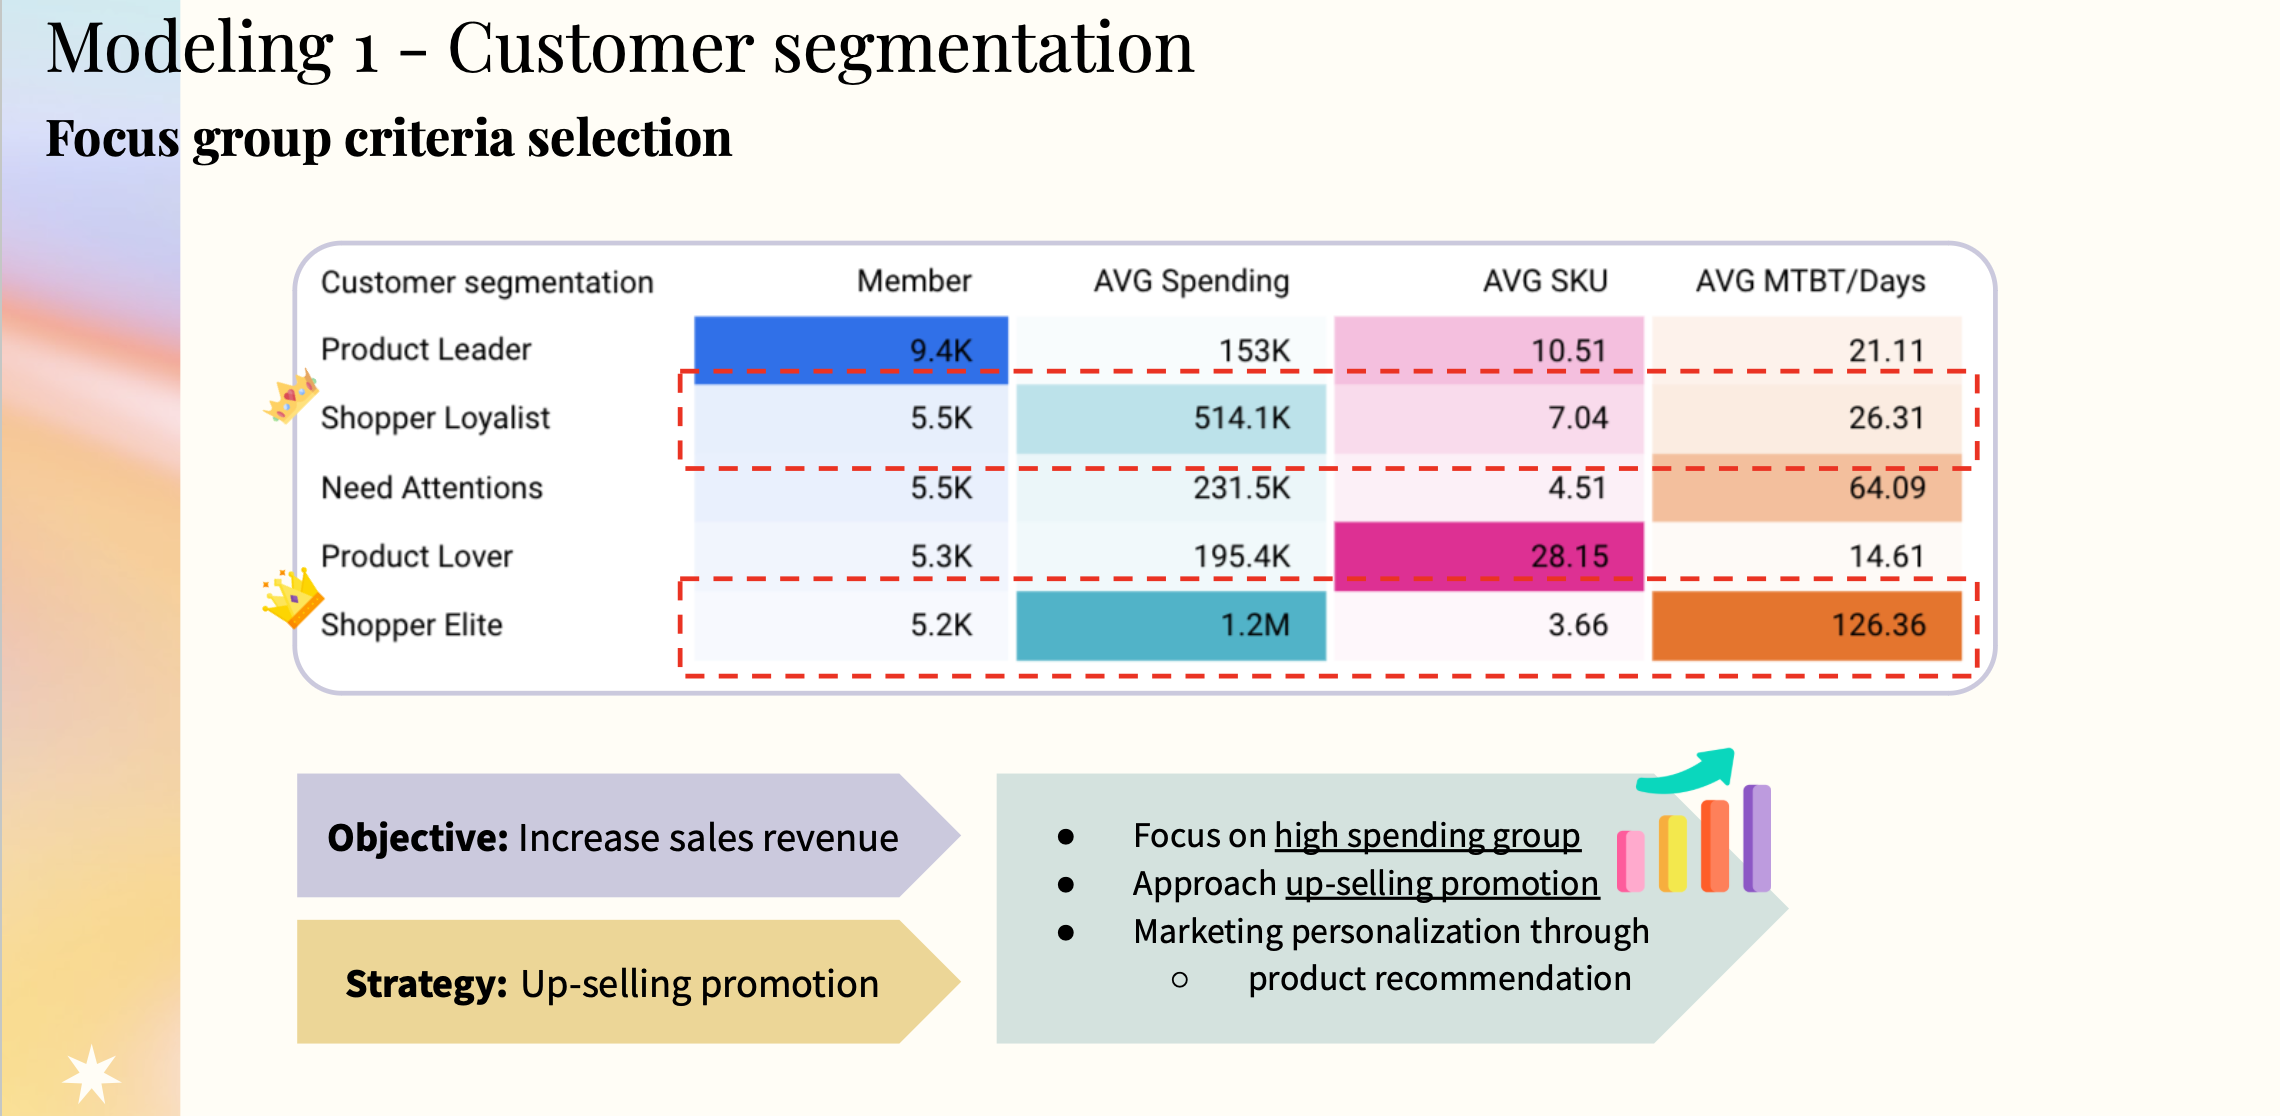 Modeling 1 - Customer segmentation
Focus group criteria selection
Customer segmentation Member AVG Spending AVG SKU AVG MTBT/Days
Product Leader 9.4K 153K 10.51 21.11
Shopper Loyalist 5.5K 514.1K 7.04 26.31
Need Attentions 5.5K 231.5K 4.51 64.09
Product Lover 5.3K 195.4K 28.15 14.61
Shopper Elite 5.2K 1.2M 3.66 126.36
Objective: Increase sales revenue
Strategy: Up-selling promotion
● Focus on high spending group
● Approach up-selling promotion
● Marketing personalization through
○ product recommendation